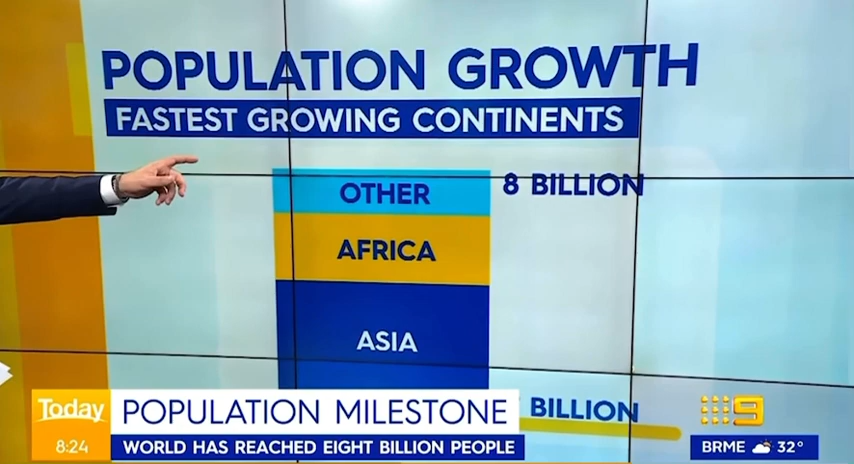 POPULATION GROWTH
FASTEST GROWING CONTINENTS
OTHER
8 BILLION
AFRICA
ASIA
BILLION
Today
8:24
POPULATION MILESTONE
WORLD HAS REACHED EIGHT BILLION PEOPLE
9
BRME 32°